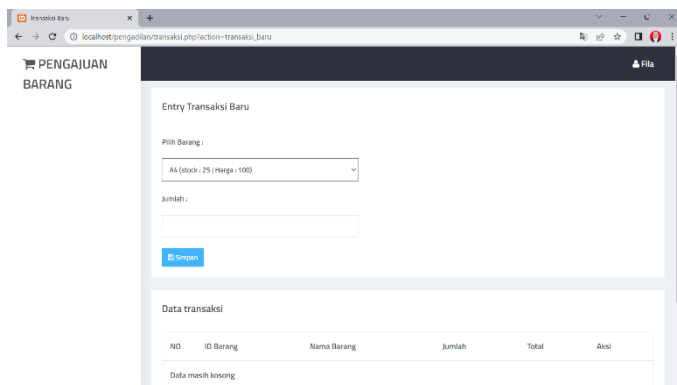 Transaksi Baru
localhost/pengadilan/transaksi.php?action=transaksi_baru
PENGAJUAN
BARANG
Fila
Entry Transaksi Baru
Pilih Barang :
A4 (stock : 25 | Harga : 100)
Jumlah :
Simpan
Data transaksi
NO ID Barang Nama Barang Jumlah Total Aksi
Data masih kosong